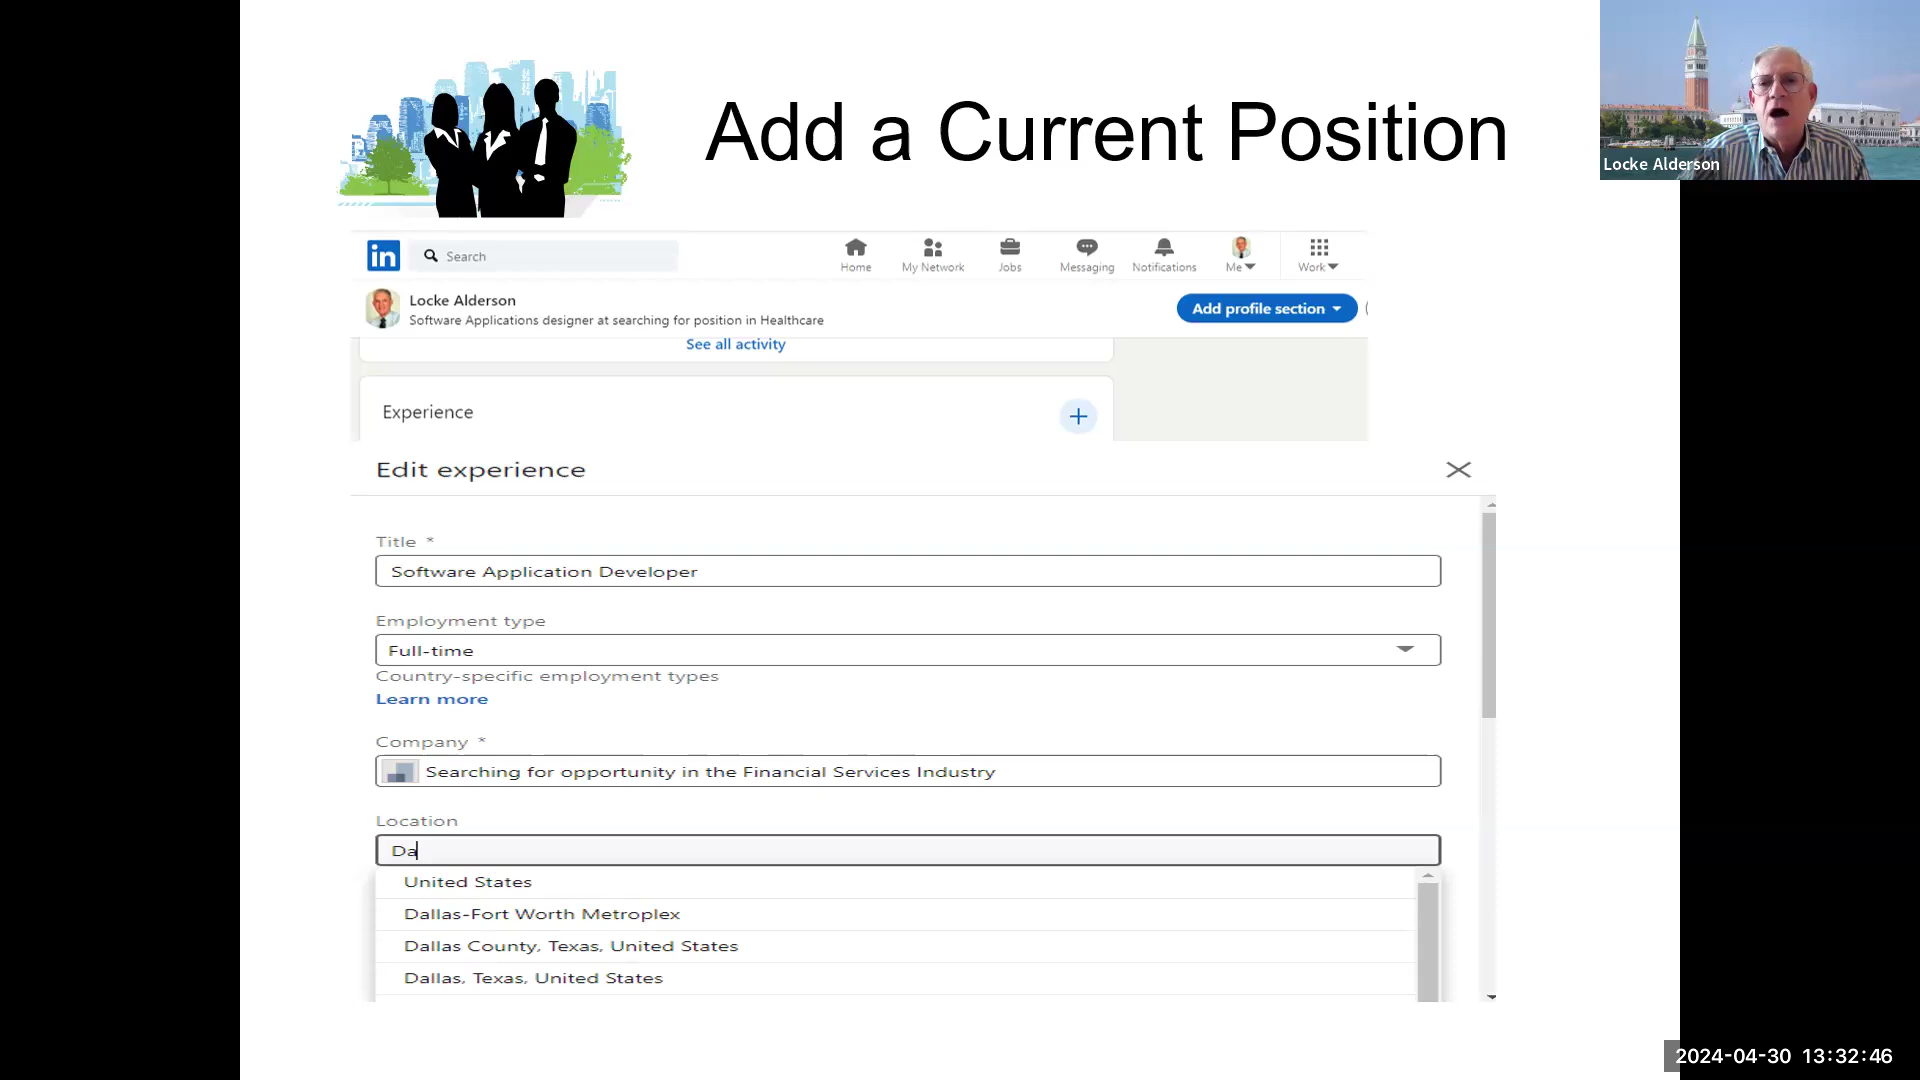 Add a Current Position
Locke Alderson
in
Search
Home
My Network
Jobs
Messaging
Notifications
Me
Work
Locke Alderson
Software Applications designer at searching for position in Healthcare
Add profile section
See all activity
Experience
Edit experience
Title *
Software Application Developer
Employment type
Full-time
Country-specific employment types
Learn more
Company *
Searching for opportunity in the Financial Services Industry
Location
Da
United States
Dallas-Fort Worth Metroplex
Dallas County, Texas, United States
Dallas, Texas, United States
2024-04-30 13:32:46